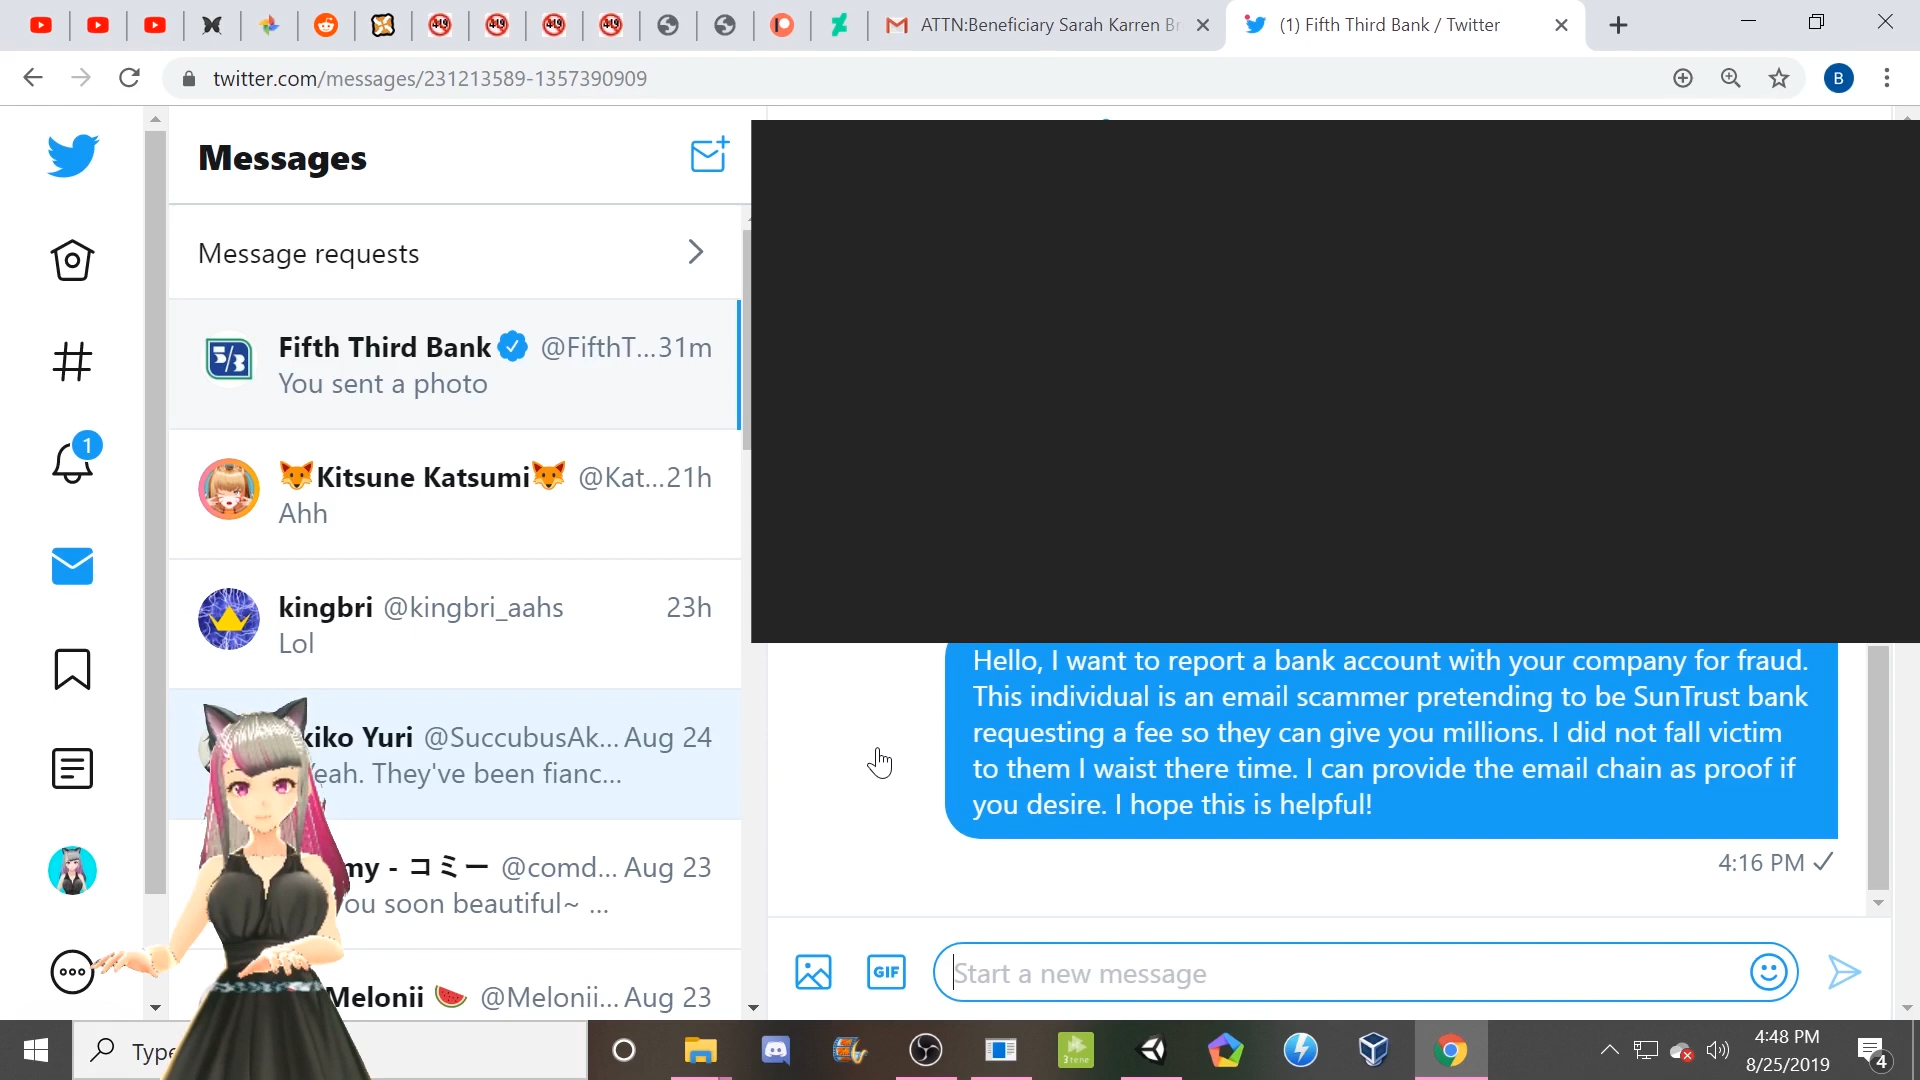 ATTN:Beneficiary Sarah Karren Br
(1) Fifth Third Bank / Twitter
twitter.com/messages/231213589-1357390909
B
Messages
Message requests
Fifth Third Bank @FifthT...31m
You sent a photo
🦊Kitsune Katsumi🦊 @Kat...21h
Ahh
kingbri @kingbri_aahs 23h
Lol
kiko Yuri @SuccubusAk... Aug 24
eah. They've been fianc...
my - コミー @comd... Aug 23
ou soon beautiful~ ...
Melonii 🍉 @Melonii... Aug 23
1
Hello, I want to report a bank account with your company for fraud.
This individual is an email scammer pretending to be SunTrust bank
requesting a fee so they can give you millions. I did not fall victim
to them I waist there time. I can provide the email chain as proof if
you desire. I hope this is helpful!
4:16 PM ✓
GIF
Start a new message
Type
3tene
4:48 PM
8/25/2019
4